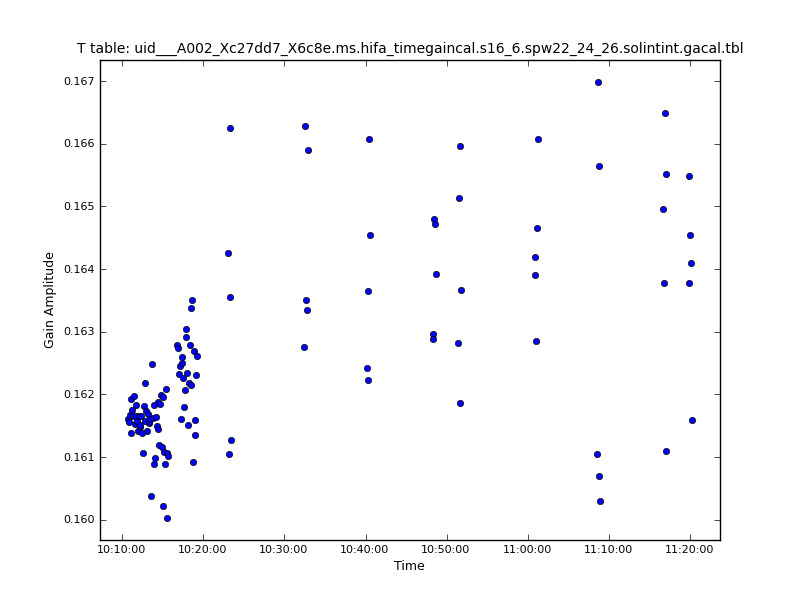 T table: uid___A002_Xc27dd7_X6c8e.ms.hifa_timegaincal.s16_6.spw22_24_26.solintint.gacal.tbl
0.167
0.166
0.165
0.164
0.163
0.162
0.161
0.160
Gain Amplitude
10:10:00 10:20:00 10:30:00 10:40:00 10:50:00 11:00:00 11:10:00 11:20:00
Time